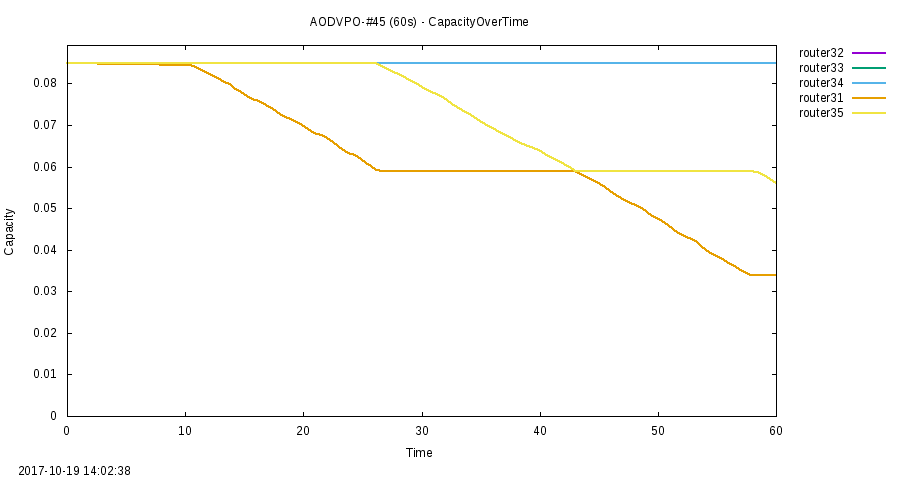 AODVPO-#45 (60s) - CapacityOverTime
router32
router33
router34
router31
router35
0.08
0.07
0.06
0.05
0.04
0.03
0.02
0.01
0
Capacity
0 10 20 30 40 50 60
Time
2017-10-19 14:02:38